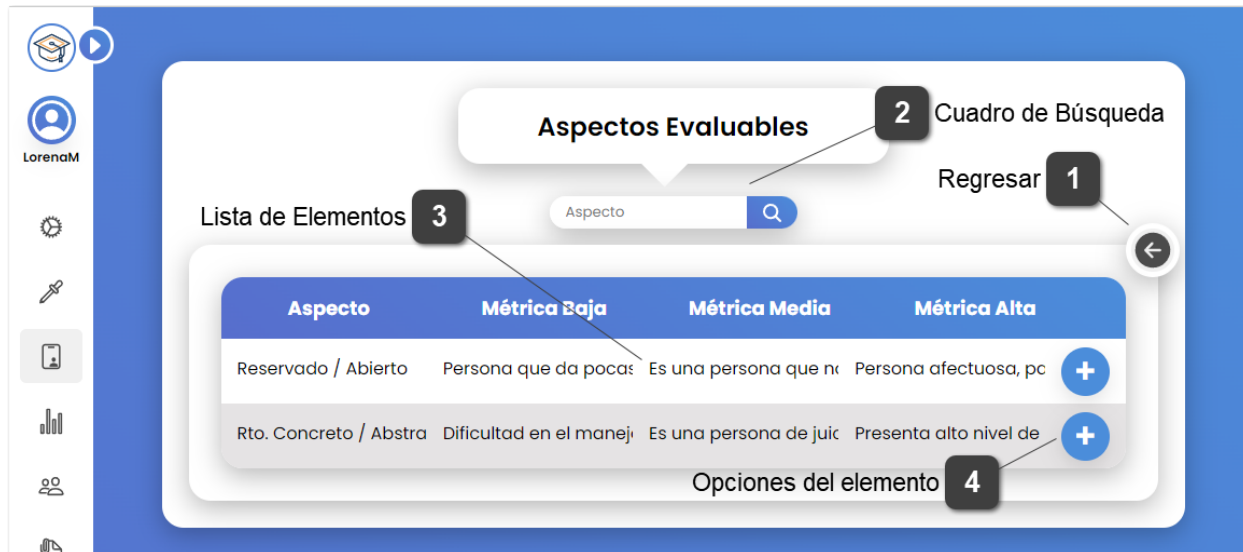 Aspectos Evaluables
2 Cuadro de Búsqueda
LorenaM
Regresar 1
Lista de Elementos 3
Aspecto
Aspecto Métrica Baja Métrica Media Métrica Alta
Reservado / Abierto Persona que da pocas Es una persona que no Persona afectuosa, pa
Rto. Concreto / Abstra Dificultad en el manej Es una persona de juic Presenta alto nivel de
Opciones del elemento 4